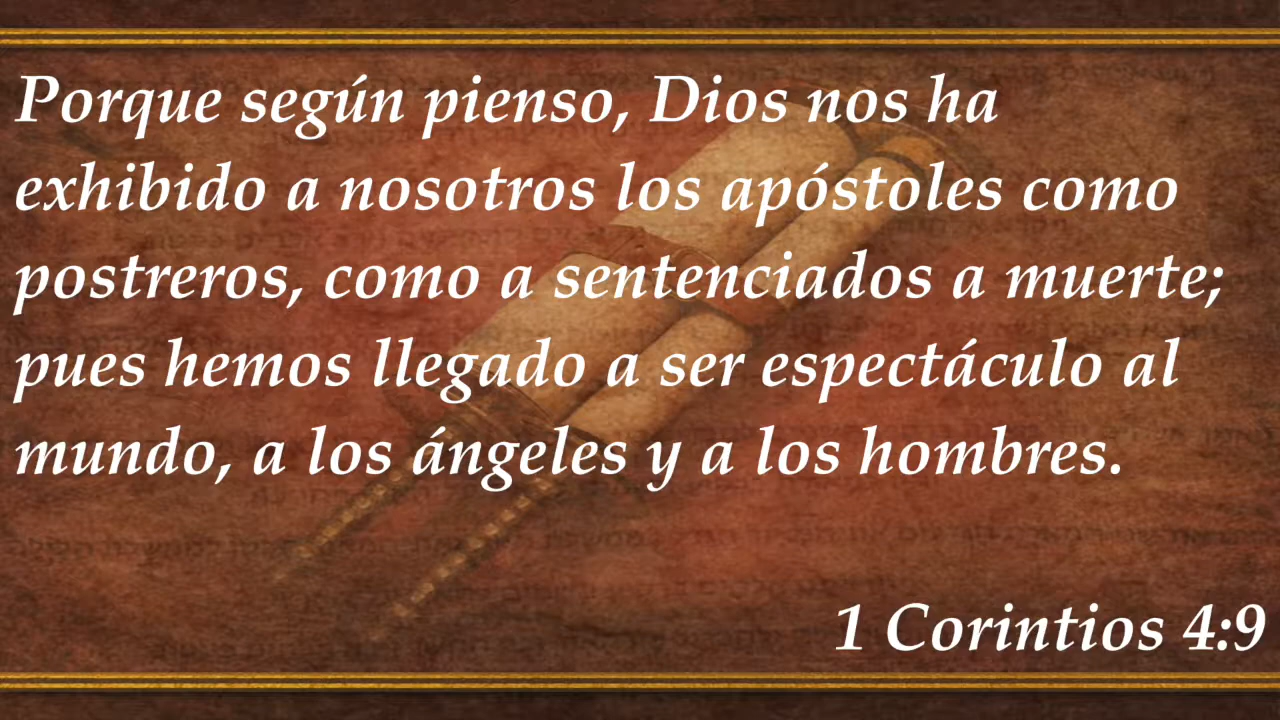 Porque según pienso, Dios nos ha
exhibido a nosotros los apóstoles como
postreros, como a sentenciados a muerte;
pues hemos llegado a ser espectáculo al
mundo, a los ángeles y a los hombres.
1 Corintios 4:9